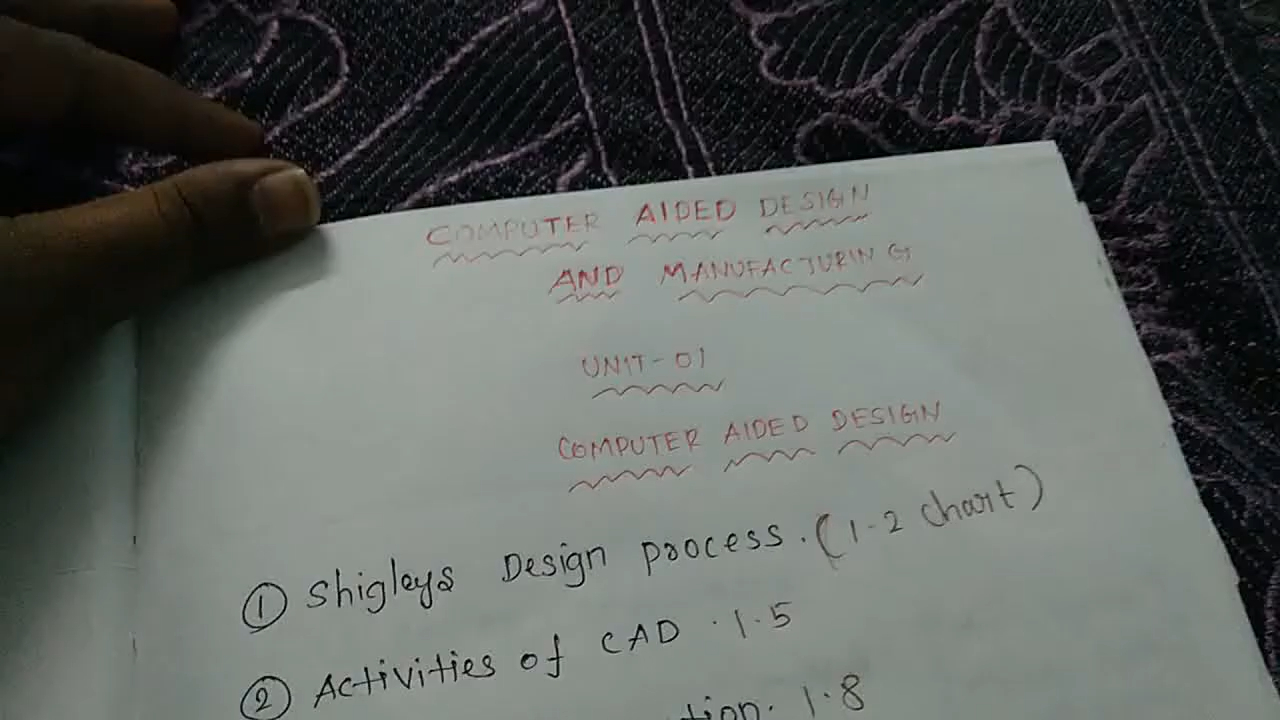 COMPUTER AIDED DESIGN
AND MANUFACTURING
UNIT-01
COMPUTER AIDED DESIGN
① Shigleys Design process. (1.2 chart)
② Activities of CAD . 1.5
1.8